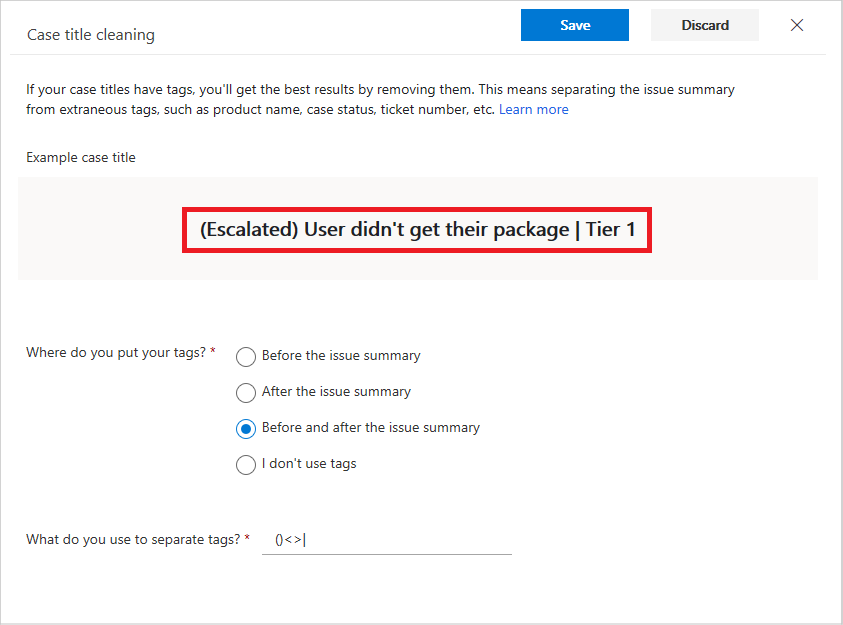 Case title cleaning
Save
Discard
If your case titles have tags, you'll get the best results by removing them. This means separating the issue summary
from extraneous tags, such as product name, case status, ticket number, etc. Learn more
Example case title
(Escalated) User didn't get their package | Tier 1
Where do you put your tags? *
Before the issue summary
After the issue summary
Before and after the issue summary
I don't use tags
What do you use to separate tags? * ()<>|